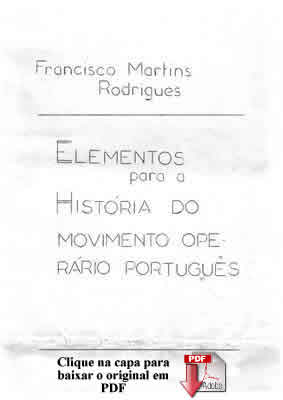 Francisco Martins
Rodrigues
ELEMENTOS
para a
HISTÓRIA DO
MOVIMENTO OPE-
RÁRIO PORTUGUÊS
Clique na capa para
baixar o original em
PDF
PDF
Adobe